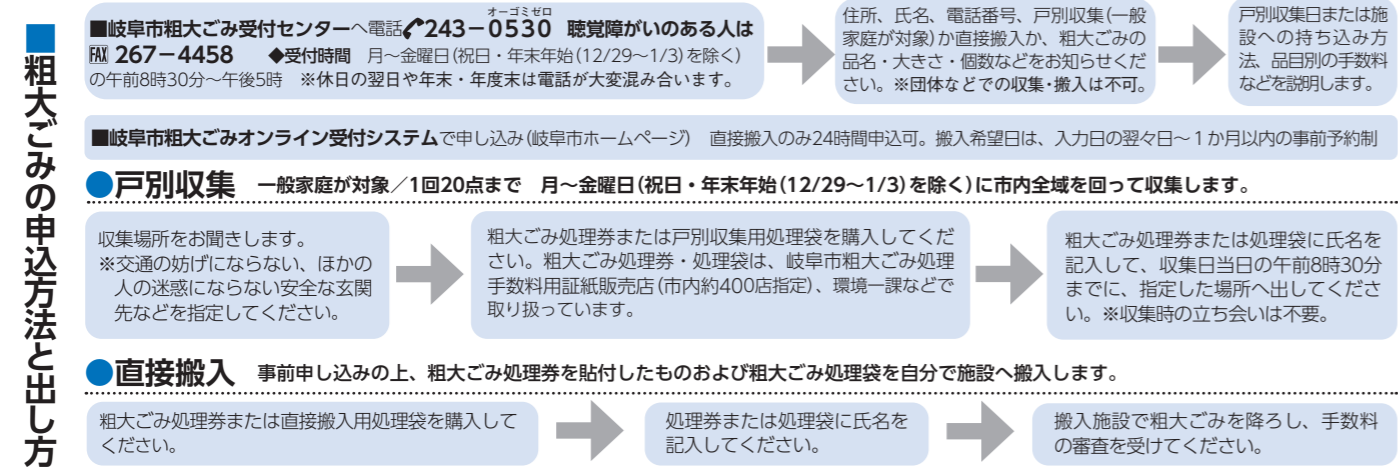 ■粗大ごみの申込方法と出し方
■岐阜市粗大ごみ受付センターへ電話243−0530 聴覚障がいのある人は
オーゴミゼロ
FAX 267−4458 ◆受付時間 月〜金曜日(祝日・年末年始(12/29〜1/3)を除く)
の午前8時30分〜午後5時 ※休日の翌日や年末・年度末は電話が大変混み合います。
住所、氏名、電話番号、戸別収集(一般
家庭が対象)か直接搬入か、粗大ごみの
品名・大きさ・個数などをお知らせくだ
さい。※団体などでの収集・搬入は不可。
戸別収集日または施
設への持ち込み方
法、品目別の手数料
などを説明します。
■岐阜市粗大ごみオンライン受付システムで申し込み(岐阜市ホームページ) 直接搬入のみ24時間申込可。搬入希望日は、入力日の翌々日〜1か月以内の事前予約制
●戸別収集 一般家庭が対象/1回20点まで 月〜金曜日(祝日・年末年始(12/29〜1/3)を除く)に市内全域を回って収集します。
収集場所をお聞きします。
※交通の妨げにならない、ほかの
人の迷惑にならない安全な玄関
先などを指定してください。
粗大ごみ処理券または戸別収集用処理袋を購入してくだ
さい。粗大ごみ処理券・処理袋は、岐阜市粗大ごみ処理
手数料用証紙販売店(市内約400店指定)、環境一課などで
取り扱っています。
粗大ごみ処理券または処理袋に氏名を
記入して、収集日当日の午前8時30分
までに、指定した場所へ出してくださ
い。※収集時の立ち会いは不要。
●直接搬入 事前申し込みの上、粗大ごみ処理券を貼付したものおよび粗大ごみ処理袋を自分で施設へ搬入します。
粗大ごみ処理券または直接搬入用処理袋を購入して
ください。
処理券または処理袋に氏名を
記入してください。
搬入施設で粗大ごみを降ろし、手数料
の審査を受けてください。